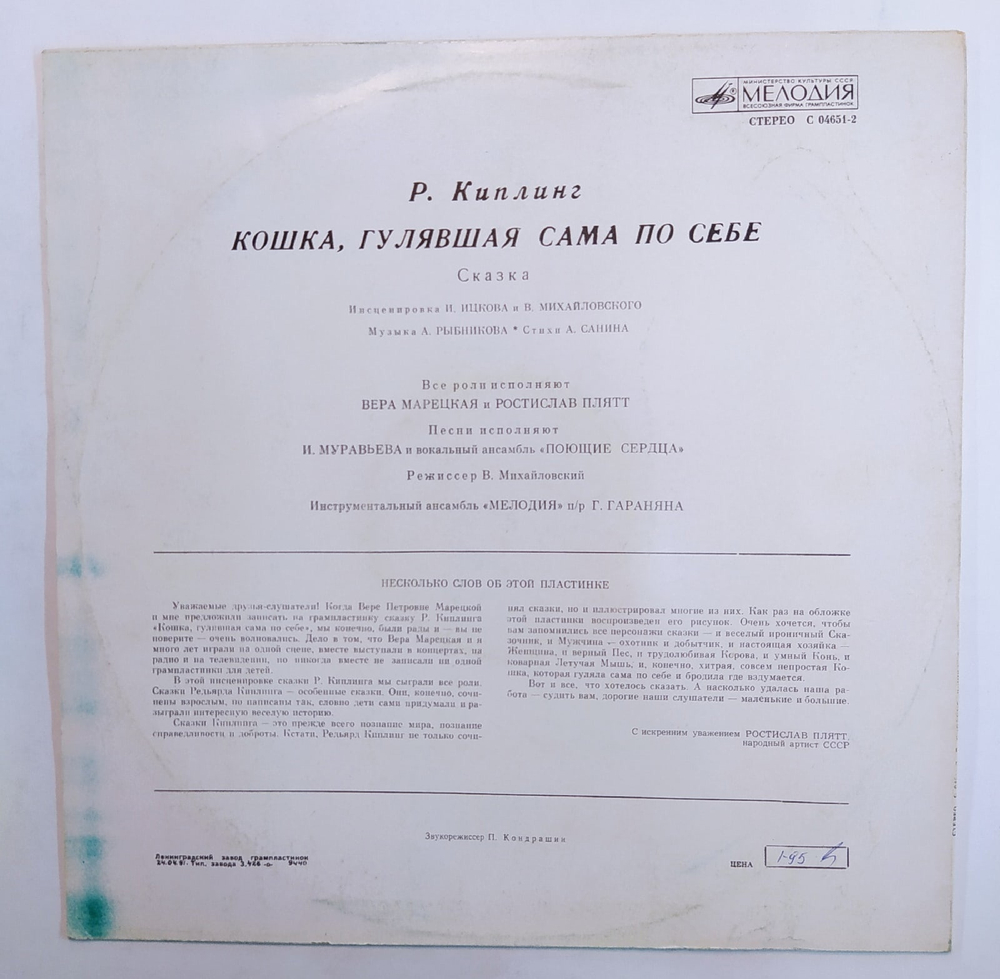 МИНИСТЕРСТВО КУЛЬТУРЫ СССР
МЕЛОДИЯ
ВСЕСОЮЗНАЯ ФИРМА ГРАМПЛАСТИНОК
СТЕРЕО С 04651-2
Р. Киплинг
КОШКА, ГУЛЯВШАЯ САМА ПО СЕБЕ
Сказка
Инсценировка И. ИЦКОВА и В. МИХАЙЛОВСКОГО
Музыка А. РЫБНИКОВА * Стихи А. САНИНА
Все роли исполняют
ВЕРА МАРЕЦКАЯ и РОСТИСЛАВ ПЛЯТТ
Песни исполняют
И. МУРАВЬЕВА и вокальный ансамбль «ПОЮЩИЕ СЕРДЦА»
Режиссер В. Михайловский
Инструментальный ансамбль «МЕЛОДИЯ» п/р Г. ГАРАНЯНА
НЕСКОЛЬКО СЛОВ ОБ ЭТОЙ ПЛАСТИНКЕ
Уважаемые друзья-слушатели! Когда Вере Петровне Марецкой
и мне предложили записать на грампластинку сказку Р. Киплинга
«Кошка, гулявшая сама по себе», мы конечно, были рады и — вы не
поверите — очень волновались. Дело в том, что Вера Марецкая и я
много лет играли на одной сцене, вместе выступали в концертах, на
радио и на телевидении, но никогда вместе не записали ни одной
грампластинки для детей.
В этой инсценировке сказки Р. Киплинга мы сыграли все роли.
Сказки Редьярда Киплинга — особенные сказки. Они, конечно, сочи-
нены взрослым, но написаны так, словно дети сами придумали и ра-
зыграли интересную веселую историю.
Сказки Киплинга — это прежде всего познание мира, познание
справедливости и доброты. Кстати, Редьярд Киплинг не только сочи-
нял сказки, но и иллюстрировал многие из них. Как раз на обложке
этой пластинки воспроизведен его рисунок. Очень хочется, чтобы
вам запомнились все персонажи сказки — и веселый ироничный Ска-
зочник, и Мужчина — охотник и добытчик, и настоящая хозяйка —
Женщина, и верный Пес, и трудолюбивая Корова, и умный Конь, и
коварная Летучая Мышь, и, конечно, хитрая, совсем непростая Ко-
шка, которая гуляла сама по себе и бродила где вздумается.
Вот и все, что хотелось сказать. А насколько удалась наша ра-
бота — судить вам, дорогие наши слушатели — маленькие и большие.
С искренним уважением РОСТИСЛАВ ПЛЯТТ,
народный артист СССР
Звукорежиссер П. Кондрашин
Ленинградский завод грампластинок
24.04.81. Тип. завода З.466 -0- 9440
ЦЕНА 1-95